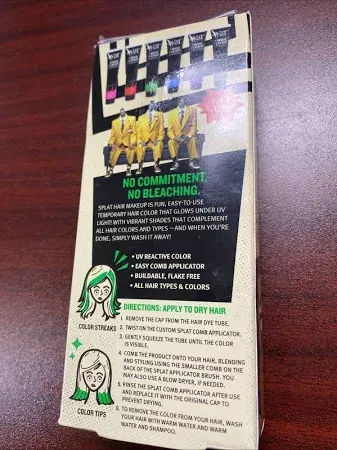 NO COMMITMENT,
NO BLEACHING.
SPLAT HAIR MAKEUP IS FUN, EASY-TO-USE
TEMPORARY HAIR COLOR THAT GLOWS UNDER UV
LIGHT! WITH VIBRANT SHADES THAT COMPLEMENT
ALL HAIR COLORS AND TYPES —AND WHEN YOU'RE
DONE, SIMPLY WASH IT AWAY!
• UV REACTIVE COLOR
• EASY COMB APPLICATOR
• BUILDABLE, FLAKE FREE
• ALL HAIR TYPES & COLORS
COLOR STREAKS
DIRECTIONS: APPLY TO DRY HAIR
1. REMOVE THE CAP FROM THE HAIR DYE TUBE.
2. TWIST ON THE CUSTOM SPLAT COMB APPLICATOR.
3. GENTLY SQUEEZE THE TUBE UNTIL THE COLOR
IS VISIBLE.
4. COMB THE PRODUCT ONTO YOUR HAIR, BLENDING
AND STYLING USING THE SMALLER COMB ON THE
BACK OF THE SPLAT APPLICATOR BRUSH. YOU
MAY ALSO USE A BLOW DRYER, IF NEEDED.
5. RINSE THE SPLAT COMB APPLICATOR AFTER USE
AND REPLACE IT WITH THE ORIGINAL CAP TO
PREVENT DRYING.
6. TO REMOVE THE COLOR FROM YOUR HAIR, WASH
YOUR HAIR WITH WARM WATER AND WARM
WATER AND SHAMPOO.
COLOR TIPS